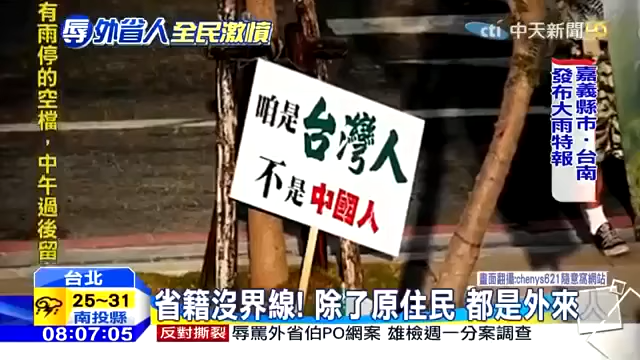 辱外省人 全民激憤
cti 中天新聞
有雨停的空檔，中午過後留
嘉義縣市、台南
發布大雨特報
咱是台灣人
不是中國人
畫面翻攝:chenys621隨意窩網站
台北
25~31
南投縣
08:07:05
省籍沒界線! 除了原住民 都是外來人
反對撕裂
辱罵外省伯PO網案 雄檢週一分案調查